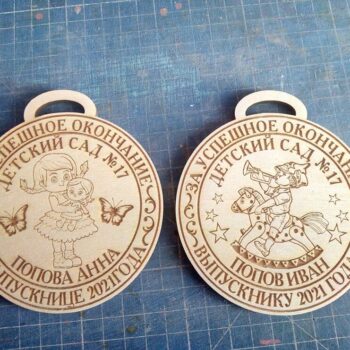 УСПЕШНОЕ ОКОНЧАНИЕ
ДЕТСКИЙ САД №17
ПОПОВА АННА
ВЫПУСКНИЦЕ 2021 ГОДА
ЗА УСПЕШНОЕ ОКОНЧАНИ
ДЕТСКИЙ САД №17
ПОПОВ ИВАН
ВЫПУСКНИКУ 2021 ГОДА